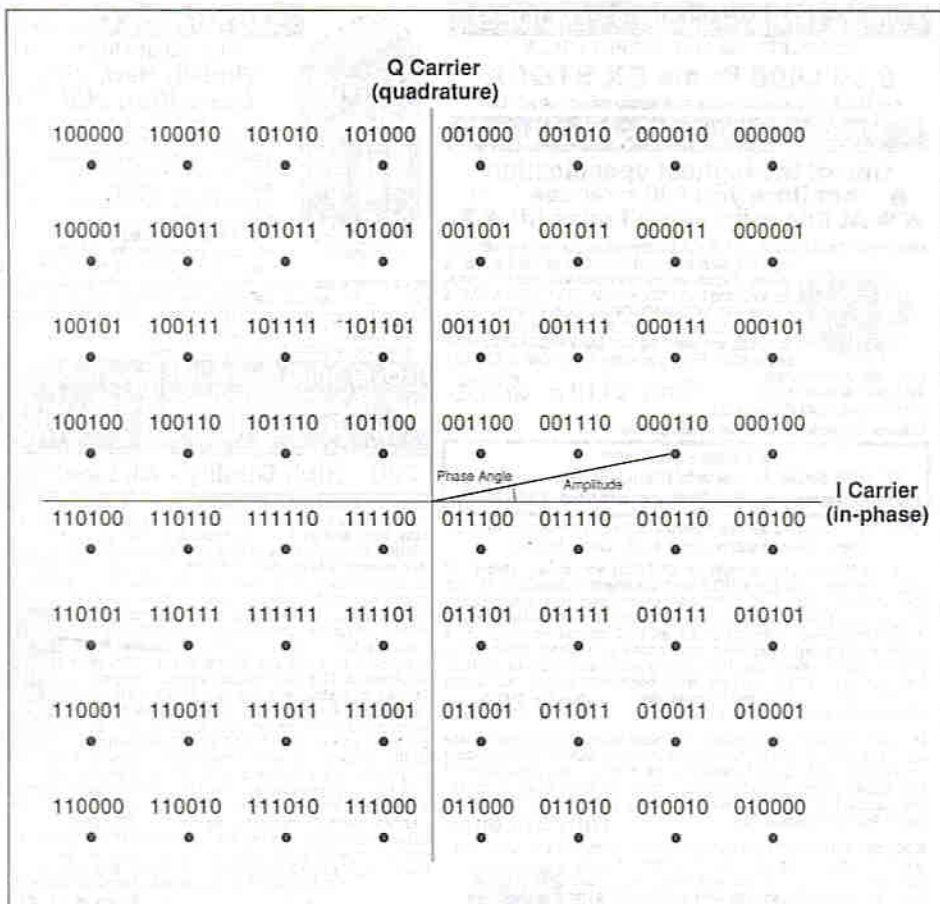 Q Carrier
(quadrature)
100000 100010 101010 101000 001000 001010 000010 000000
100001 100011 101011 101001 001001 001011 000011 000001
100101 100111 101111 101101 001101 001111 000111 000101
100100 100110 101110 101100 001100 001110 000110 000100
Phase Angle
Amplitude
I Carrier
(in-phase)
110100 110110 111110 111100 011100 011110 010110 010100
110101 110111 111111 111101 011101 011111 010111 010101
110001 110011 111011 111001 011001 011011 010011 010001
110000 110010 111010 111000 011000 011010 010010 010000